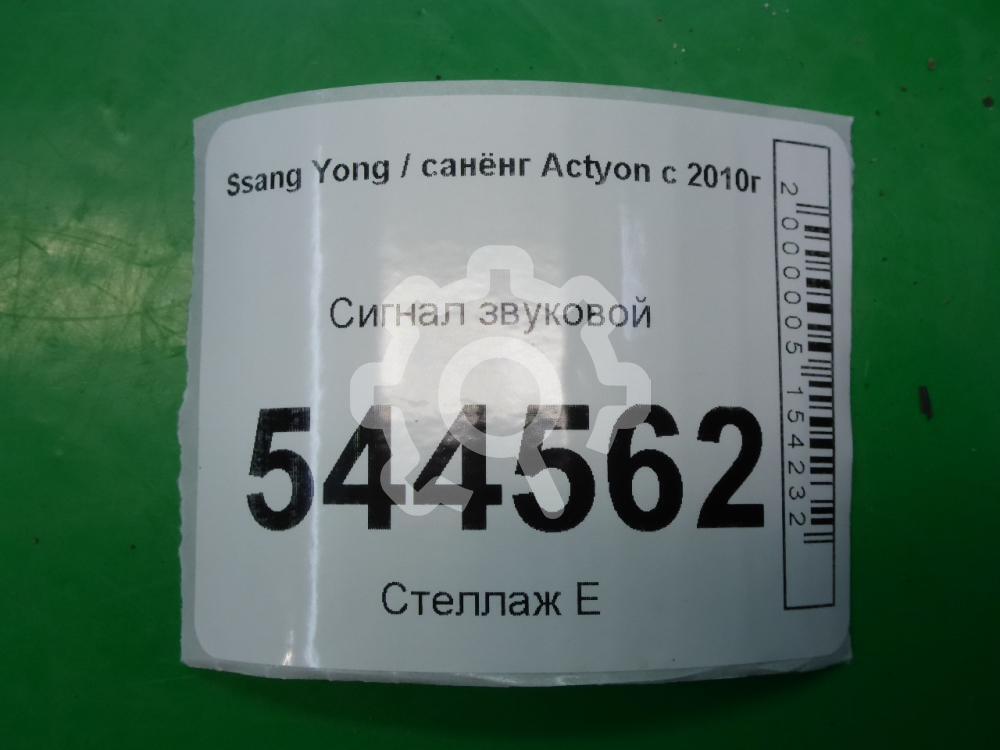 Ssang Yong / санёнг Actyon с 2010г
Сигнал звуковой
544562
Стеллаж Е
2000005154232